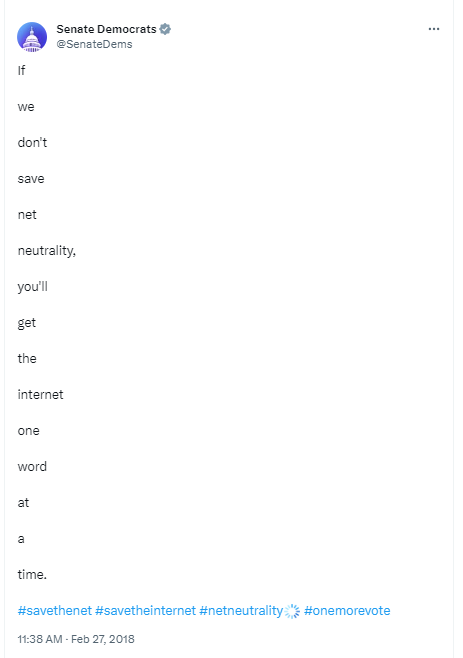 Senate Democrats
@SenateDems
If
we
don't
save
net
neutrality,
you'll
get
the
internet
one
word
at
a
time.
#savethenet #savetheinternet #netneutrality #onemorevote
11:38 AM · Feb 27, 2018